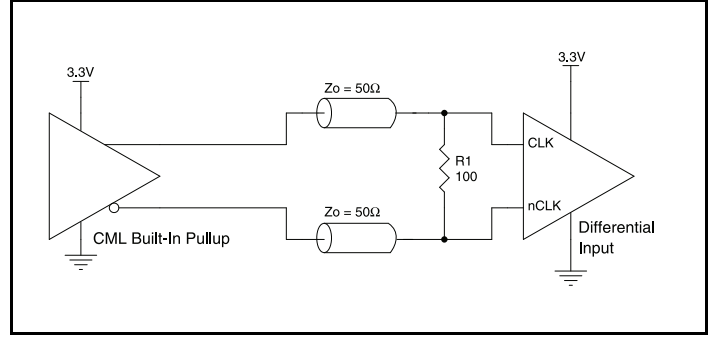 3.3V
3.3V
Zo = 50Ω
CLK
R1
100
Zo = 50Ω
nCLK
CML Built-In Pullup
Differential
Input